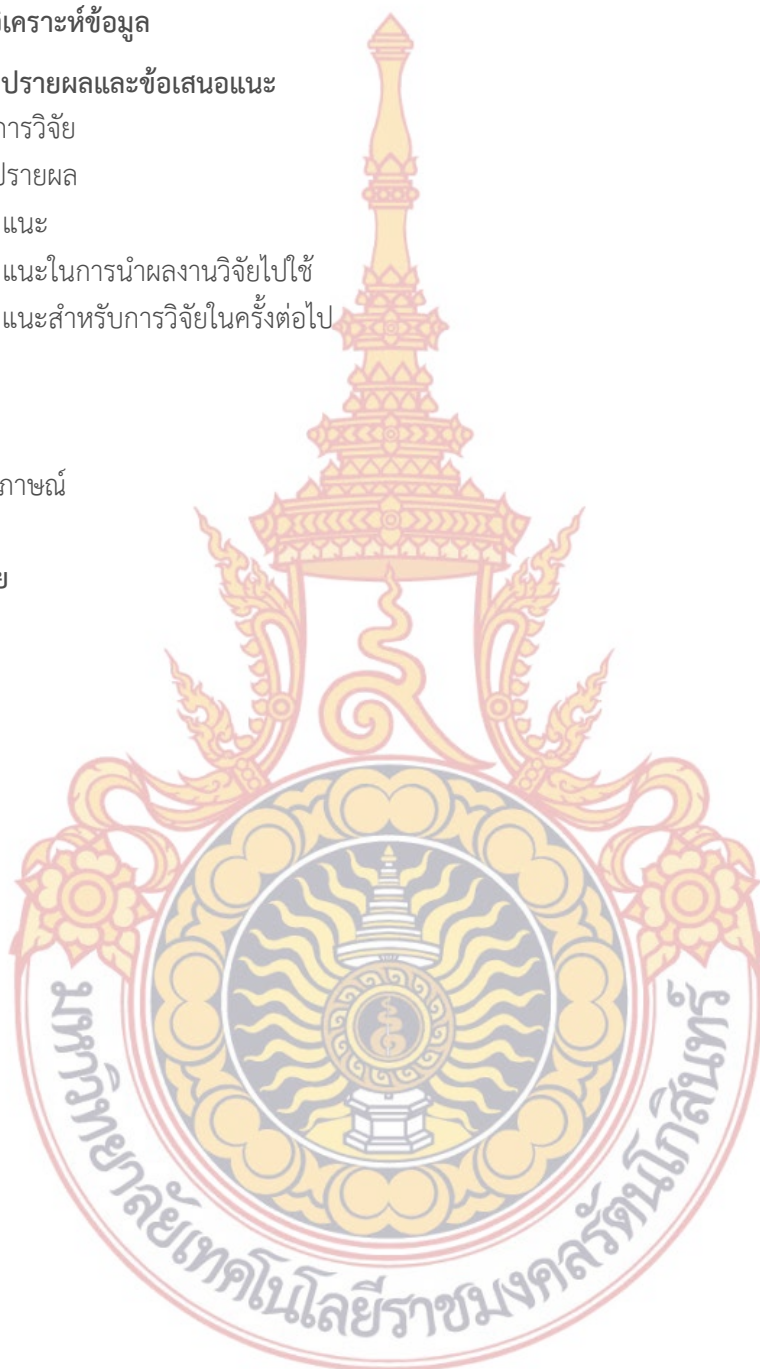 เคราะห์ข้อมูล
ปรายผลและข้อเสนอแนะ
การวิจัย
ปรายผล
แนะ
แนะในการนำผลงานวิจัยไปใช้
แนะสำหรับการวิจัยในครั้งต่อไป
ภาษณ์
ย
มหาวิทยาลัยเทคโนโลยีราชมงคลรัตนโกสินทร์